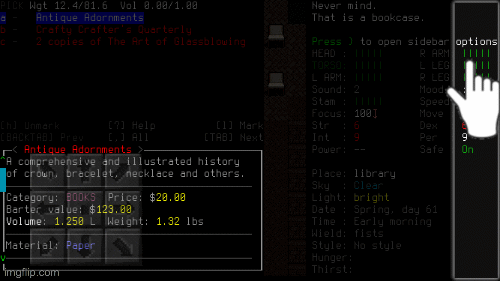 PICK Wgt 12.4/81.6 Vol 0.00/1.00
a - Antique Adornments
b - Crafty Crafter's Quarterly
c - 2 copies of The Art of Glassblowing
[h] Unmark [?] Help [l] Mark
[BACKTAB] Prev [.] All [TAB] Next
< Antique Adornments >
A comprehensive and illustrated history
of crown, bracelet, necklace and others.
Category: BOOKS Price: $20.00
Barter value: $123.00
Volume: 1.250 L Weight: 1.32 lbs
Material: Paper
Never mind.
That is a bookcase.
Press } to open sidebar options
HEAD : ||||| R ARM |||||
TORSO ||||| L LEG |||||
L ARM: ||||| R LEG |||||
Sound: 2 Mood
Stam : ||||| Speed
Focus: 100 Move
Str : 6 Dex
Int : 9 Per 9
Power: -- Safe On
Place: library
Sky : Clear
Light: bright
Date : Spring, day 61
Time : Early morning
Wield: fists
Style: No style
Hunger:
Thirst:
imgflip.com